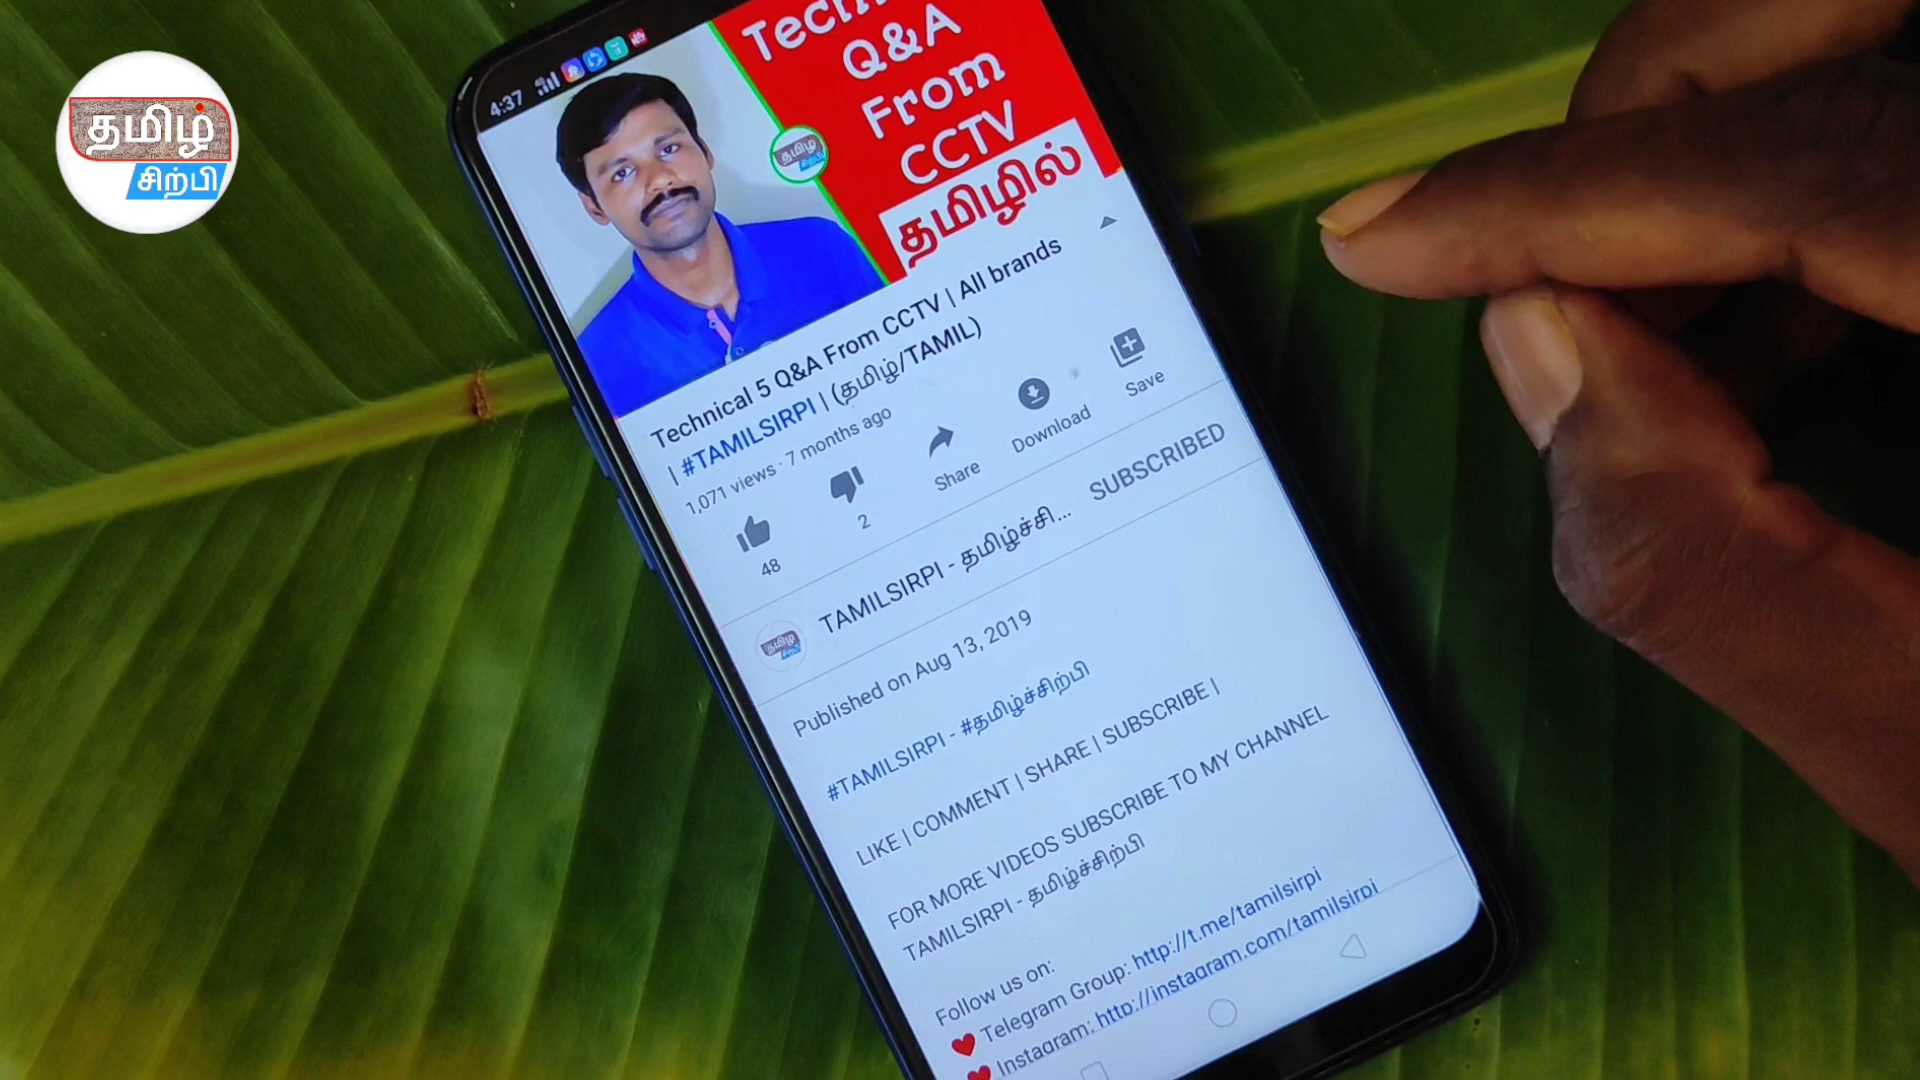 தமிழ்
சிற்பி
4:37
Q&A
From
CCTV
தமிழில்
தமிழ்
சிற்பி
Technical 5 Q&A From CCTV | All brands
| #TAMILSIRPI | (தமிழ்/TAMIL)
1,071 views · 7 months ago
48
2
Share
Download
Save
TAMILSIRPI - தமிழ்ச்சி...
SUBSCRIBED
Published on Aug 13, 2019
#TAMILSIRPI - #தமிழ்ச்சிற்பி
LIKE | COMMENT | SHARE | SUBSCRIBE |
FOR MORE VIDEOS SUBSCRIBE TO MY CHANNEL
TAMILSIRPI - தமிழ்ச்சிற்பி
Follow us on:
Telegram Group: http://t.me/tamilsirpi
Instagram: http://instagram.com/tamilsirpi